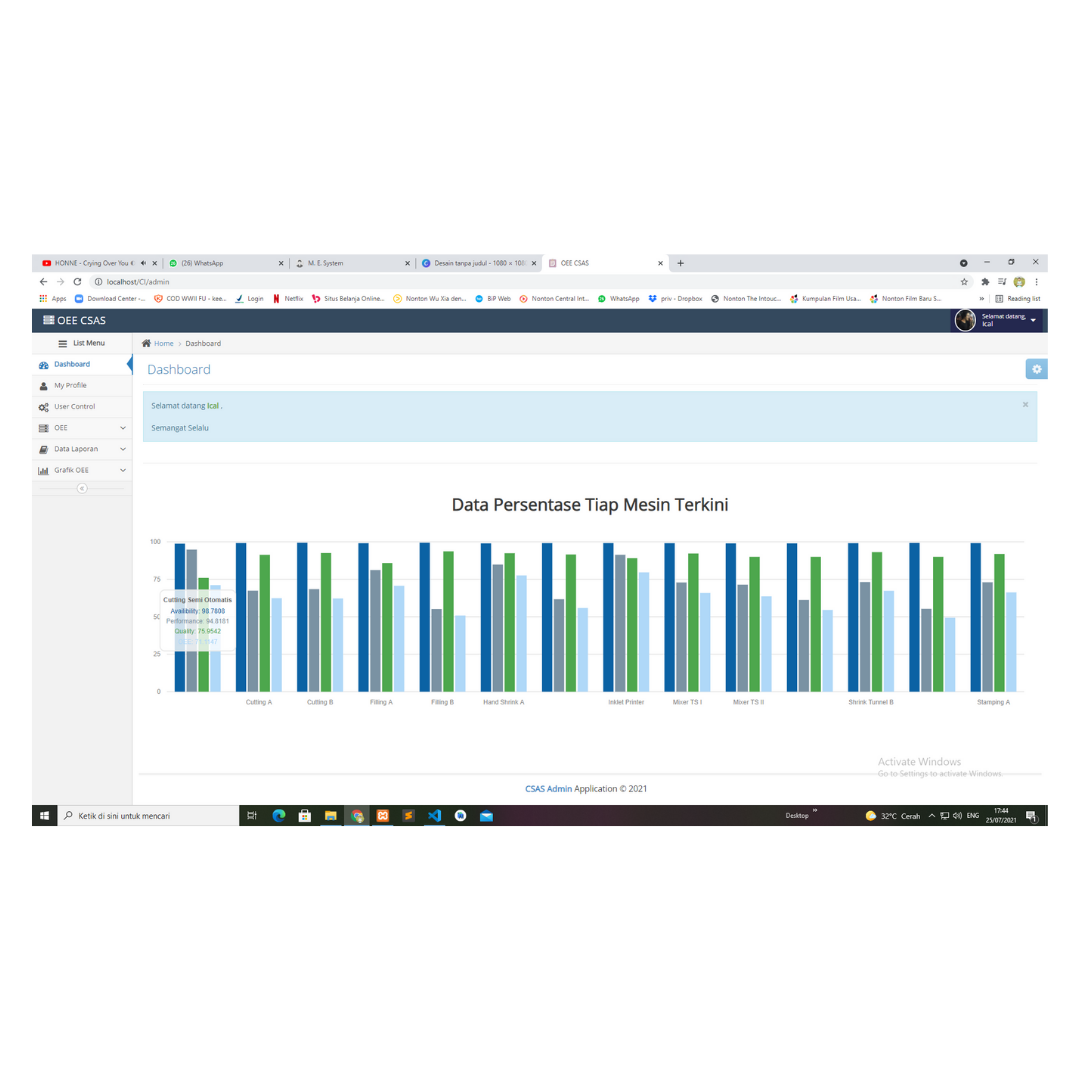 HONNE - Crying Over You
(26) WhatsApp
M. E. System
Desain tanpa judul - 1080 × 108
OEE CSAS
localhost/CI/admin
Apps
Download Center -...
COD WWII FU - kee...
Login
Netflix
Situs Belanja Online...
Nonton Wu Xia den...
BiP Web
Nonton Central Int...
WhatsApp
priv - Dropbox
Nonton The Intouc...
Kumpulan Film Usa...
Nonton Film Baru S...
»
Reading list
OEE CSAS
Selamat datang,
Ical
List Menu
Home › Dashboard
Dashboard
My Profile
User Control
OEE
Data Laporan
Grafik OEE
Dashboard
Selamat datang Ical .
Semangat Selalu
Data Persentase Tiap Mesin Terkini
100
75
50
25
0
Cutting Semi Otomatis
Availibility: 98.7808
Performance: 94.8181
Quality: 75.9542
Cutting A
Cutting B
Filling A
Filling B
Hand Shrink A
InkJet Printer
Mixer TS I
Mixer TS II
Shrink Tunnel B
Stamping A
Activate Windows
Go to Settings to activate Windows.
CSAS Admin Application © 2021
Ketik di sini untuk mencari
Desktop
»
32°C Cerah
ENG
17:44
25/07/2021